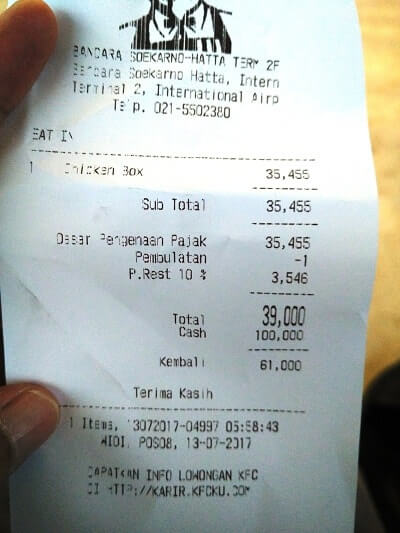 BANDARA SOEKARNO-HATTA TERM 2F
Bandara Soekarno Hatta, Intern
Terminal 2, International Airp
Telp. 021-5502380
EAT IN
1 Chicken Box 35,455
Sub Total 35,455
Dasar Pengenaan Pajak 35,455
Pembulatan -1
P.Rest 10 % 3,546
Total 39,000
Cash 100,000
Kembali 61,000
Terima Kasih
1 Items, 13072017-04997 05:58:43
WIDI, POS08, 13-07-2017
DAPATKAN INFO LOWONGAN KFC
DI HTTP://KARIR.KFCKU.COM